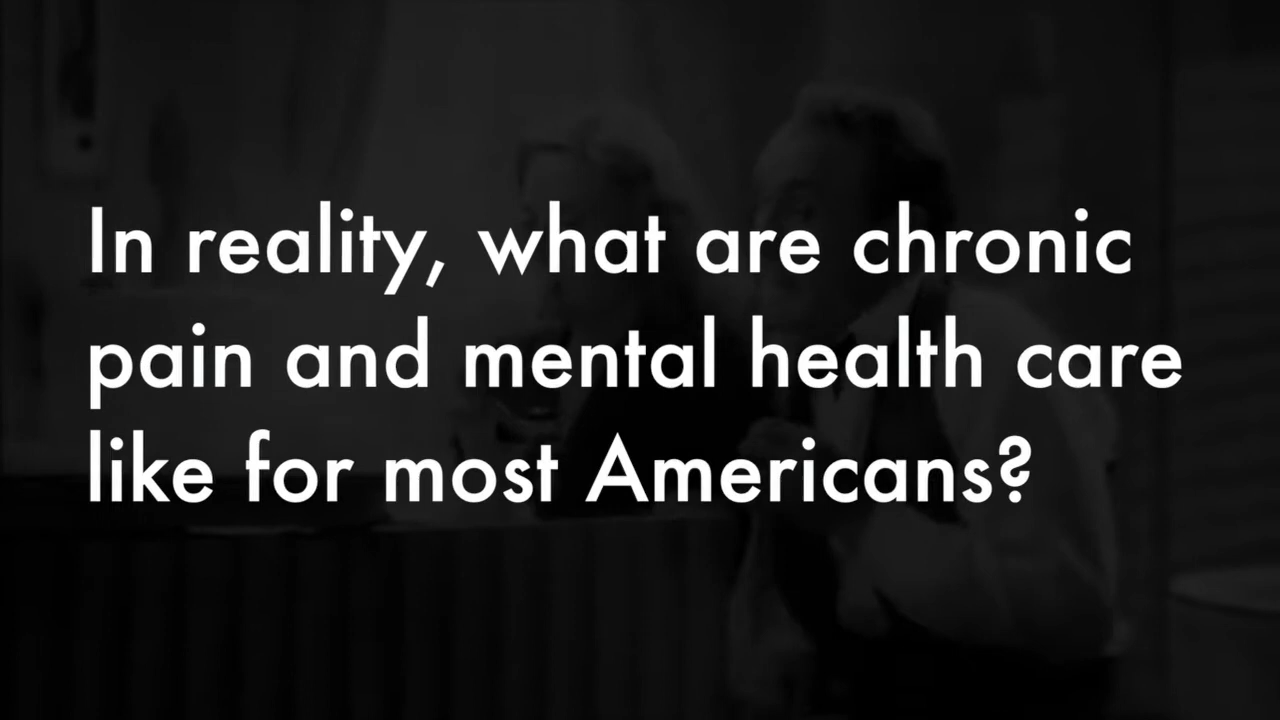 In reality, what are chronic
pain and mental health care
like for most Americans?